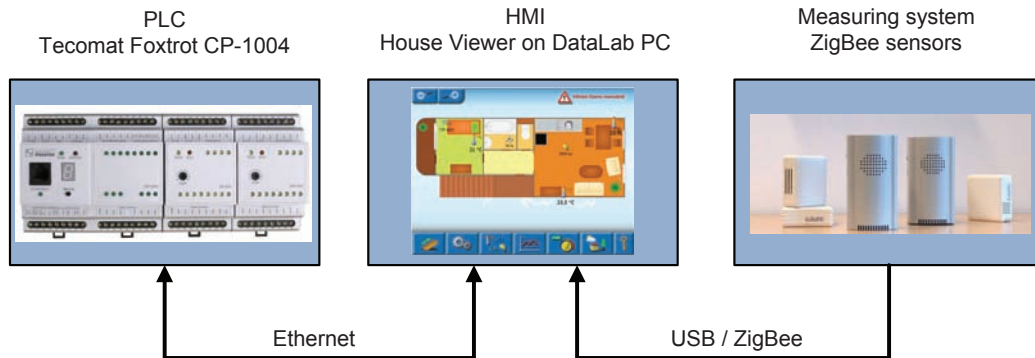 PLC
Tecomat Foxtrot CP-1004
HMI
House Viewer on DataLab PC
Measuring system
ZigBee sensors
Ethernet
USB / ZigBee